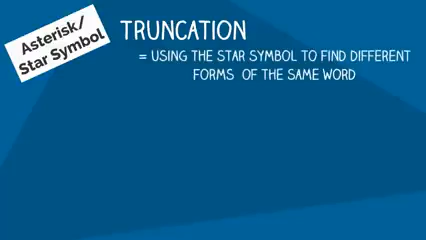 Asterisk/
Star Symbol
TRUNCATION
= USING THE STAR SYMBOL TO FIND DIFFERENT
FORMS OF THE SAME WORD